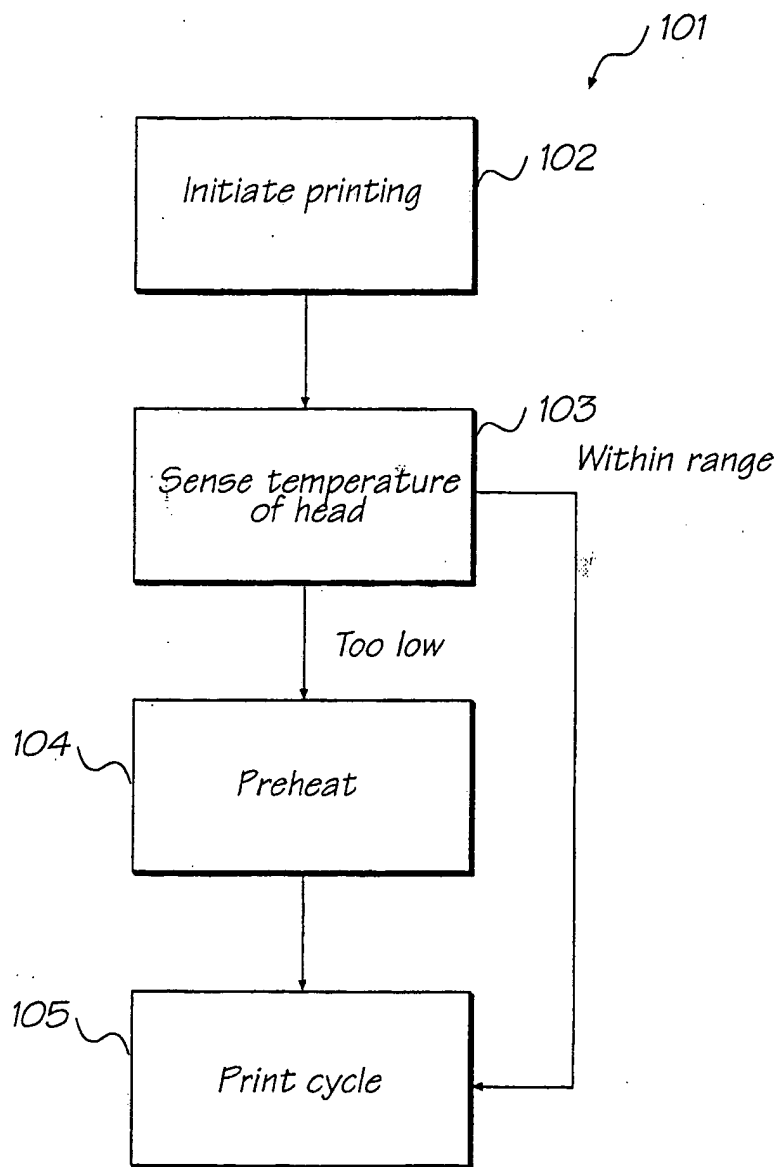 101
Initiate printing
102
103
Within range
Sense temperature
of head
Too low
104
Preheat
105
Print cycle